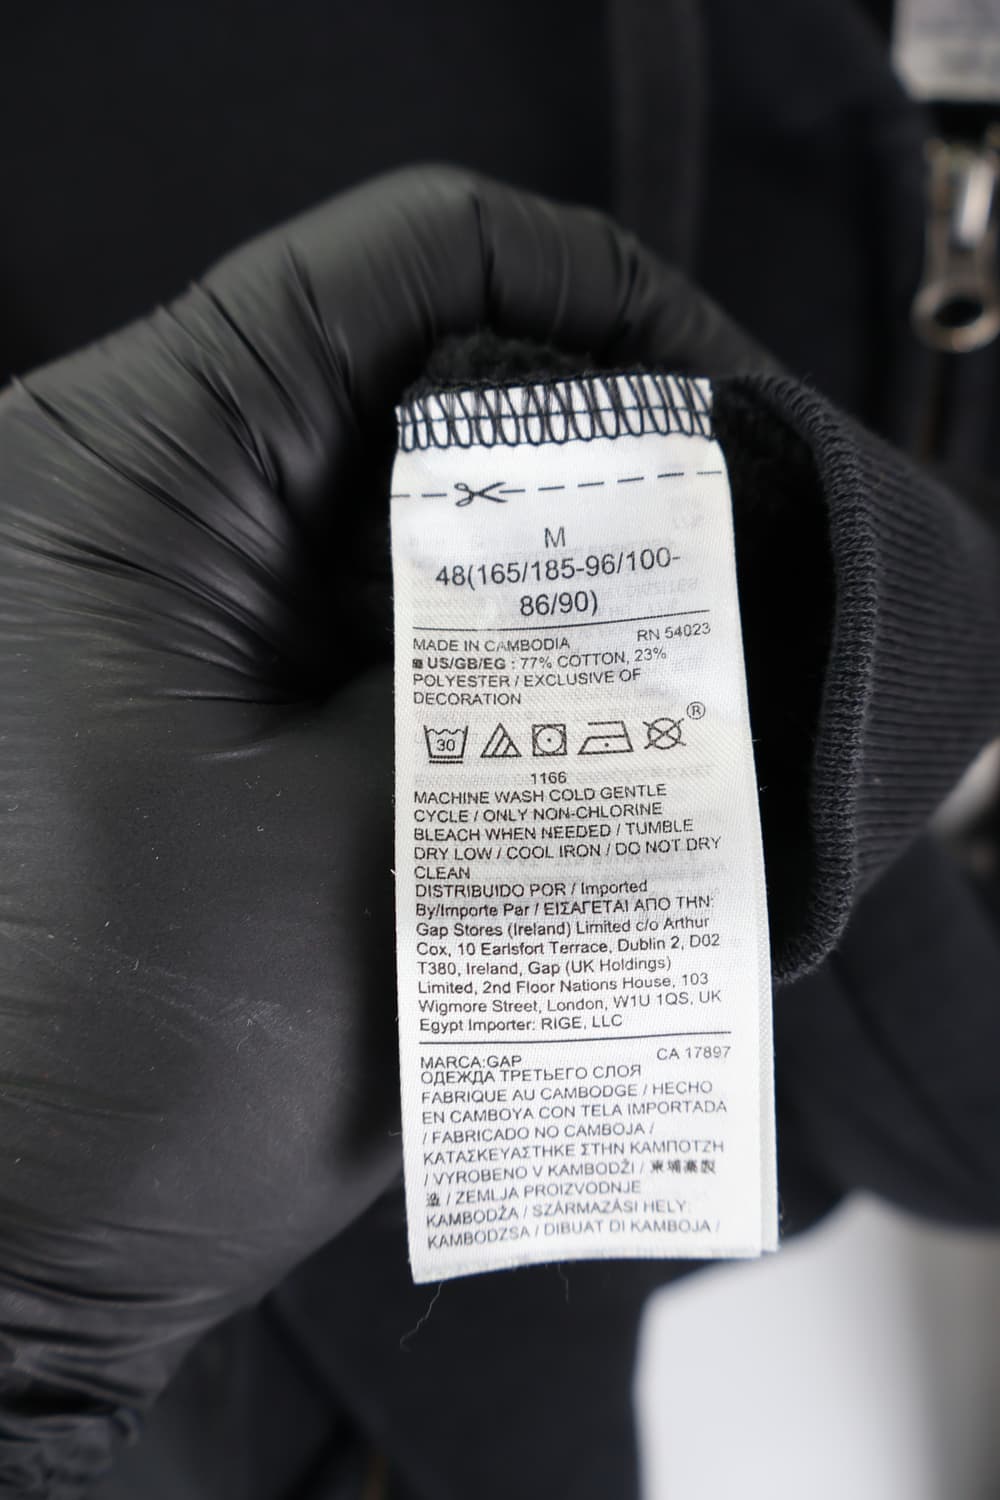 M
48(165/185-96/100-
86/90)
MADE IN CAMBODIA RN 54023
US/GB/EG : 77% COTTON, 23%
POLYESTER / EXCLUSIVE OF
DECORATION
30
®
1166
MACHINE WASH COLD GENTLE
CYCLE / ONLY NON-CHLORINE
BLEACH WHEN NEEDED / TUMBLE
DRY LOW / COOL IRON / DO NOT DRY
CLEAN
DISTRIBUIDO POR / Imported
By/Importe Par / ΕΙΣΑΓΕΤΑΙ ΑΠΟ ΤΗΝ:
Gap Stores (Ireland) Limited c/o Arthur
Cox, 10 Earlsfort Terrace, Dublin 2, D02
T380, Ireland, Gap (UK Holdings)
Limited, 2nd Floor Nations House, 103
Wigmore Street, London, W1U 1QS, UK
Egypt Importer: RIGE, LLC
MARCA:GAP CA 17897
ОДЕЖДА ТРЕТЬЕГО СЛОЯ
FABRIQUE AU CAMBODGE / HECHO
EN CAMBOYA CON TELA IMPORTADA
/ FABRICADO NO CAMBOJA /
ΚΑΤΑΣΚΕΥΑΣΤΗΚΕ ΣΤΗΝ ΚΑΜΠΟΤΖΗ
/ VYROBENO V KAMBODŽI / 柬埔寨製
造 / ZEMLJA PROIZVODNJE
KAMBODŽA / SZÁRMAZÁSI HELY:
KAMBODZSA / DIBUAT DI KAMBOJA /